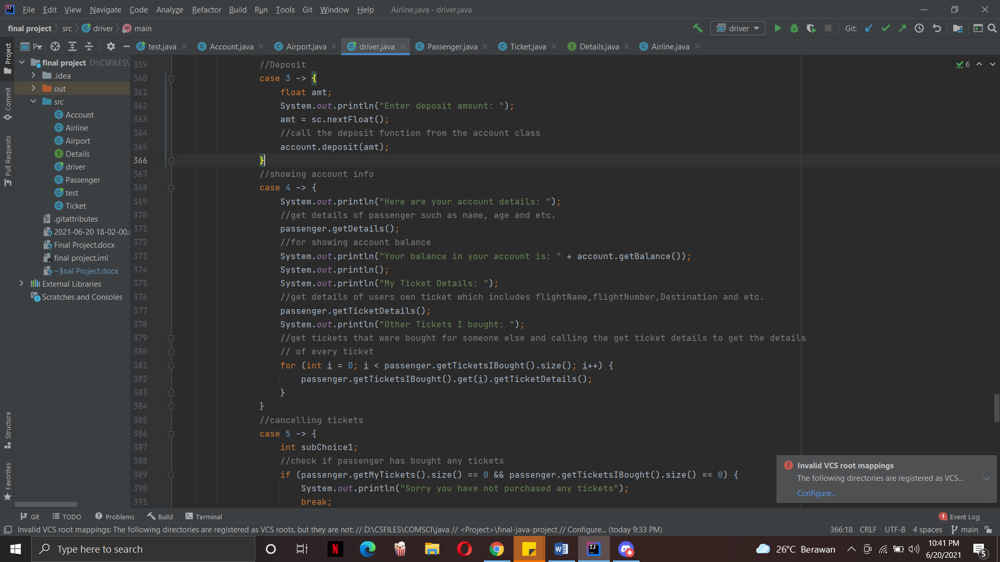 File Edit View Navigate Code Analyze Refactor Build Run Tools Git Window Help Airline.java - driver.java
final project src driver main driver Git:
P... test.java Account.java Airport.java driver.java Passenger.java Ticket.java Details.java Airline.java
Project
Commit
Pull Requests
Structure
Favorites
final project D:\CSFILES\
.idea
out
src
Account
Airline
Airport
Details
driver
Passenger
test
Ticket
.gitattributes
2021-06-20 18-02-00.
Final Project.docx
final project.iml
~$nal Project.docx
External Libraries
Scratches and Consoles
6
359 //Deposit
360 case 3 -> {
361 float amt;
362 System.out.println("Enter deposit amount: ");
363 amt = sc.nextFloat();
364 //call the deposit function from the account class
365 account.deposit(amt);
366 }
367 //showing account info
368 case 4 -> {
369 System.out.println("Here are your account details: ");
370 //get details of passenger such as name, age and etc.
371 passenger.getDetails();
372 //for showing account balance
373 System.out.println("Your balance in your account is: " + account.getBalance());
374 System.out.println();
375 System.out.println("My Ticket Details: ");
376 //get details of users own ticket which includes flightName,flightNumber,Destination and etc.
377 passenger.getTicketDetails();
378 System.out.println("Other Tickets I bought: ");
379 //get tickets that were bought for someone else and calling the get ticket details to get the details
380 // of every ticket
381 for (int i = 0; i < passenger.getTicketsIBought().size(); i++) {
382 passenger.getTicketsIBought().get(i).getTicketDetails();
383 }
384 }
385 //cancelling tickets
386 case 5 -> {
387 int subChoice1;
388 //check if passenger has bought any tickets
389 if (passenger.getMyTickets().size() == 0 && passenger.getTicketsIBought().size() == 0) {
390 System.out.println("Sorry you have not purchased any tickets");
391 break;
Invalid VCS root mappings
The following directories are registered as VCS...
Configure...
Git TODO Problems Build Terminal 1 Event Log
Invalid VCS root mappings: The following directories are registered as VCS roots, but they are not: // D:\CSFILES\COMSCI\java // <Project>\final-java-project // Configure... (today 9:33 PM) 366:18 CRLF UTF-8 4 spaces main
Type here to search
26°C Berawan
10:41 PM
6/20/2021
5